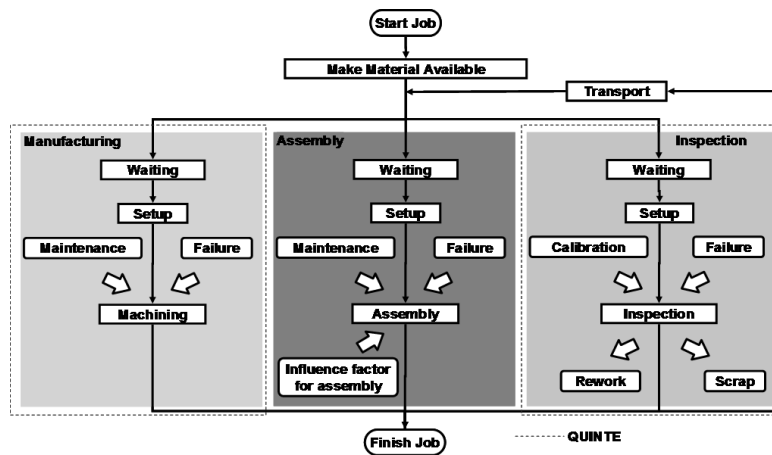 Start Job
Make Material Available
Transport
Manufacturing
Assembly
Inspection
Waiting
Waiting
Waiting
Setup
Setup
Setup
Maintenance
Failure
Maintenance
Failure
Calibration
Failure
Machining
Assembly
Inspection
Influence factor
for assembly
Rework
Scrap
Finish Job
QUINTE